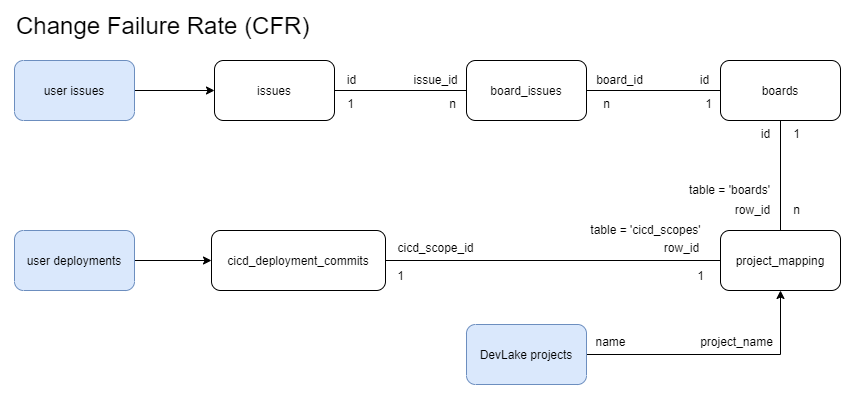 Change Failure Rate (CFR)
user issues
issues
id
issue_id
1
n
board_issues
board_id
id
n
1
boards
id
1
table = 'boards'
row_id
n
user deployments
cicd_deployment_commits
cicd_scope_id
1
table = 'cicd_scopes'
row_id
1
project_mapping
DevLake projects
name
project_name